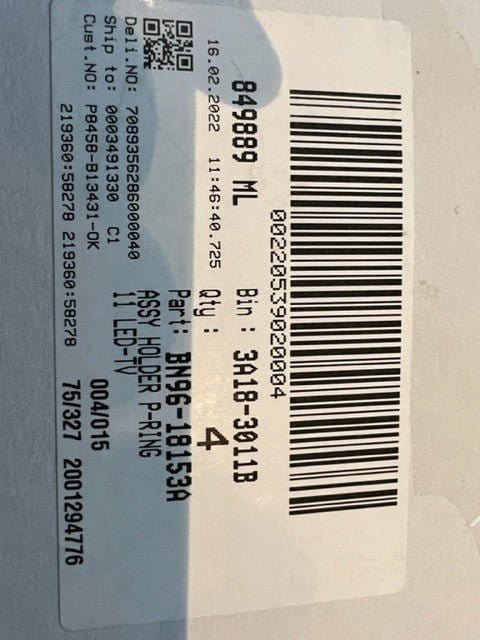 00220539020004
849889 ML
Bin: 3A18-3011B
16.02.2022 11:46:40.725
Qty: 4
Part: BN96-18153A
ASSY HOLDER P-RING
11 LED-TV
Deli.NO: 7089356286000040
Ship to: 0003491330 C1
Cust.NO: P8458-B13431-OK
004/015
219360:58278 219360:58278
75/327 2001294776